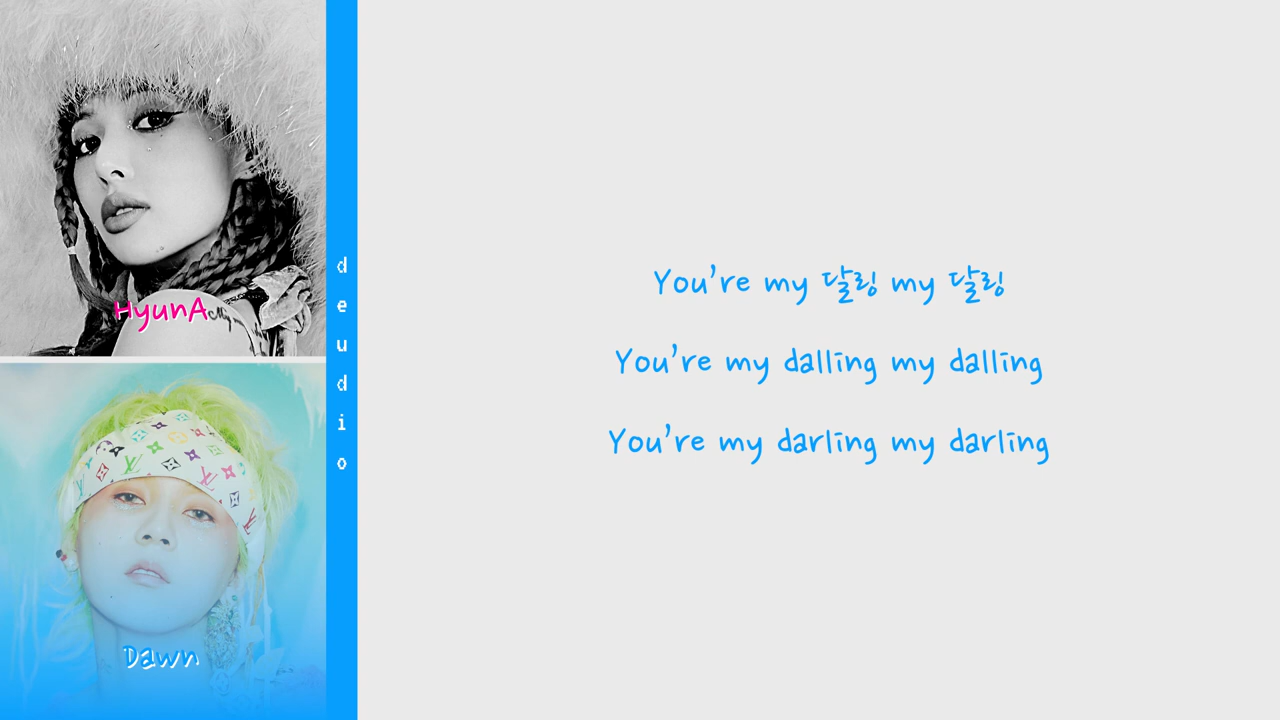 HyunA
Dawn
deudio
You're my 달링 my 달링
You're my dalling my dalling
You're my darling my darling